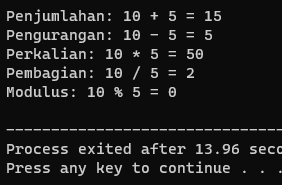 Penjumlahan: 10 + 5 = 15
Pengurangan: 10 - 5 = 5
Perkalian: 10 * 5 = 50
Pembagian: 10 / 5 = 2
Modulus: 10 % 5 = 0
--------------------------------
Process exited after 13.96 seco
Press any key to continue . . .